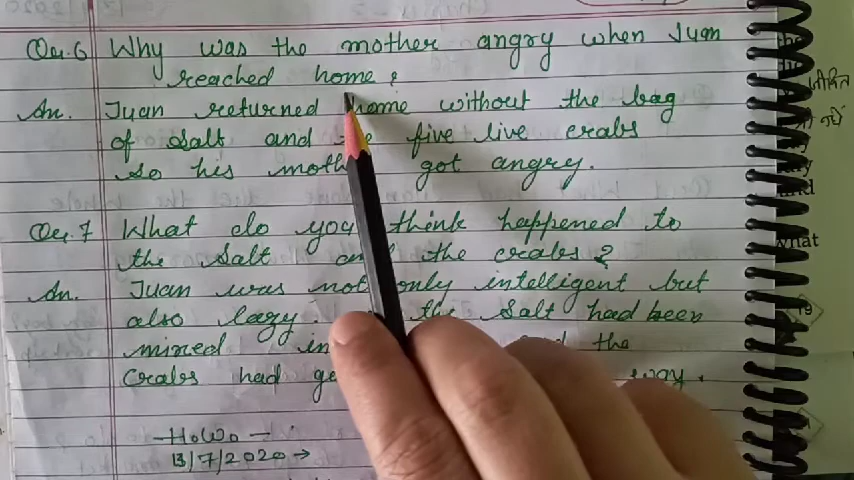 Qu.6 Why was the mother angry when Juan
reached home ?
An. Juan returned home without the bag
of salt and five live crabs
So his moth got angry.
Qu.7 What do you think happened to
the salt the crabs ?
An. Juan was not only intelligent but
also lazy. the salt had been
mixed in the
Crabs had way.
H.W.
13/7/2020 →
what
19